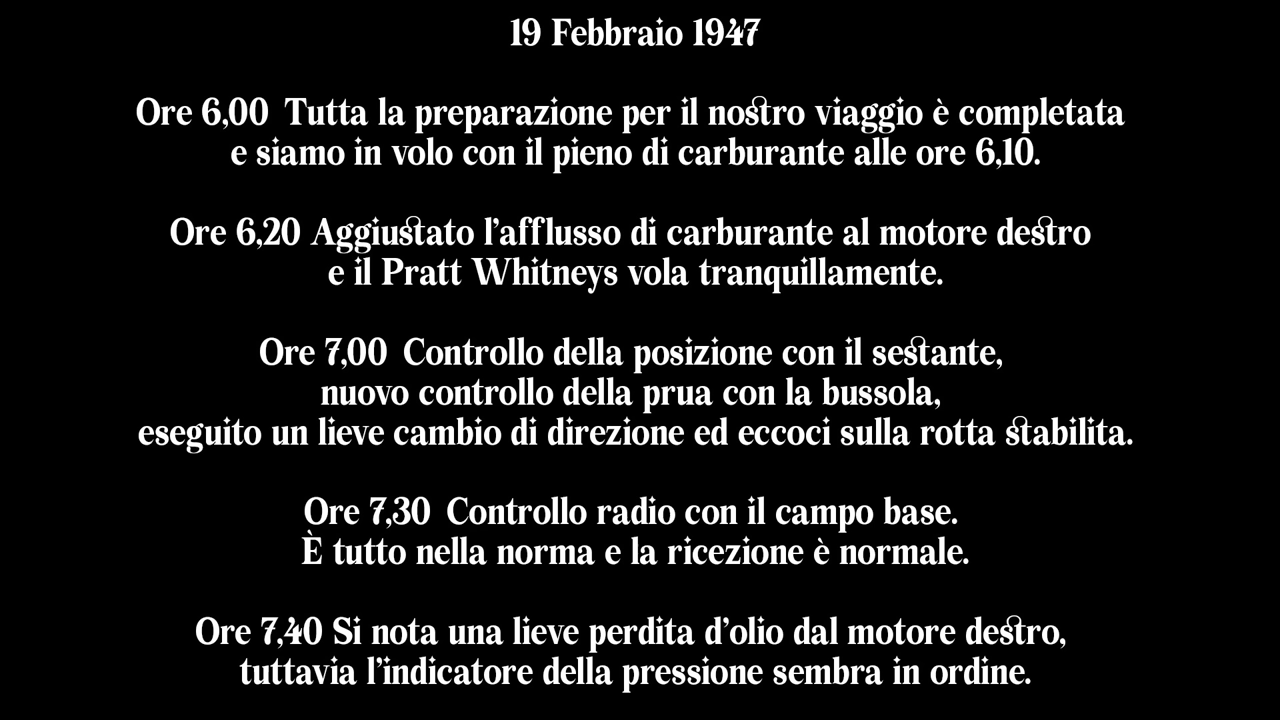 19 Febbraio 1947
Ore 6,00 Tutta la preparazione per il nostro viaggio è completata
e siamo in volo con il pieno di carburante alle ore 6,10.
Ore 6,20 Aggiustato l'afflusso di carburante al motore destro
e il Pratt Whitneys vola tranquillamente.
Ore 7,00 Controllo della posizione con il sestante,
nuovo controllo della prua con la bussola,
eseguito un lieve cambio di direzione ed eccoci sulla rotta stabilita.
Ore 7,30 Controllo radio con il campo base.
È tutto nella norma e la ricezione è normale.
Ore 7,40 Si nota una lieve perdita d'olio dal motore destro,
tuttavia l'indicatore della pressione sembra in ordine.